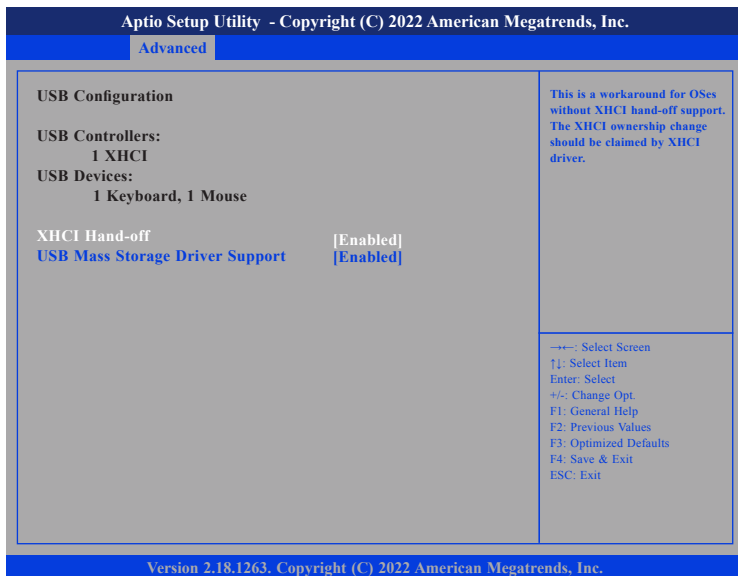 Aptio Setup Utility - Copyright (C) 2022 American Megatrends, Inc.
Advanced
USB Configuration
USB Controllers:
1 XHCI
USB Devices:
1 Keyboard, 1 Mouse
XHCI Hand-off [Enabled]
USB Mass Storage Driver Support [Enabled]
This is a workaround for OSes
without XHCI hand-off support.
The XHCI ownership change
should be claimed by XHCI
driver.
→←: Select Screen
↑↓: Select Item
Enter: Select
+/-: Change Opt.
F1: General Help
F2: Previous Values
F3: Optimized Defaults
F4: Save & Exit
ESC: Exit
Version 2.18.1263. Copyright (C) 2022 American Megatrends, Inc.